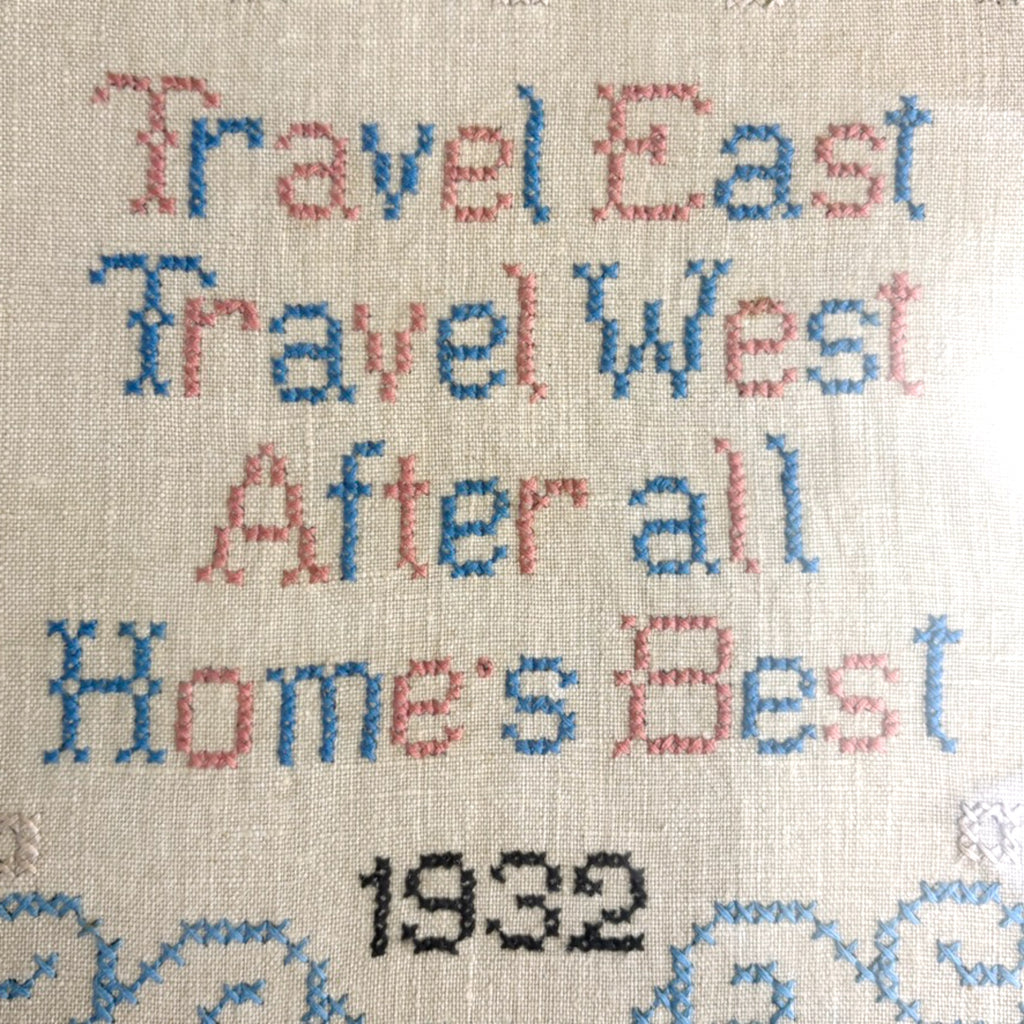 Travel East
Travel West
After all
Home's Best
1932